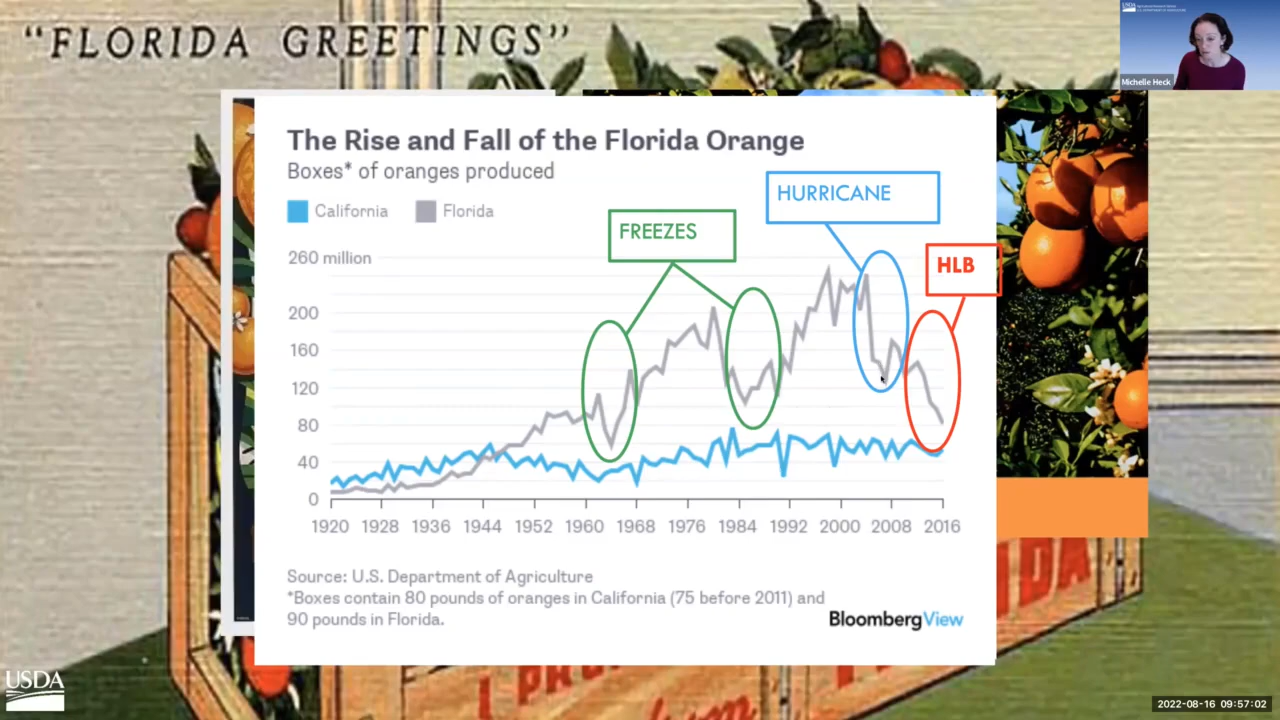 "FLORIDA GREETINGS"
USDA
Michelle Heck
The Rise and Fall of the Florida Orange
Boxes* of oranges produced
California
Florida
FREEZES
HURRICANE
HLB
260 million
200
160
120
80
40
0
1920 1928 1936 1944 1952 1960 1968 1976 1984 1992 2000 2008 2016
Source: U.S. Department of Agriculture
*Boxes contain 80 pounds of oranges in California (75 before 2011) and
90 pounds in Florida.
BloombergView
USDA
2022-08-16 09:57:02